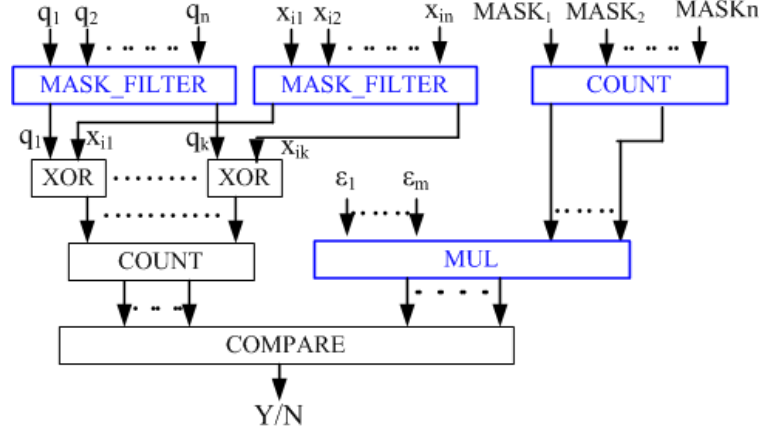 q₁ q₂ qₙ xᵢ₁ xᵢ₂ xᵢₙ MASK₁ MASK₂ MASKn
MASK_FILTER MASK_FILTER COUNT
q₁ xᵢ₁ qₖ xᵢₖ
XOR XOR
ε₁ εₘ
COUNT MUL
COMPARE
Y/N